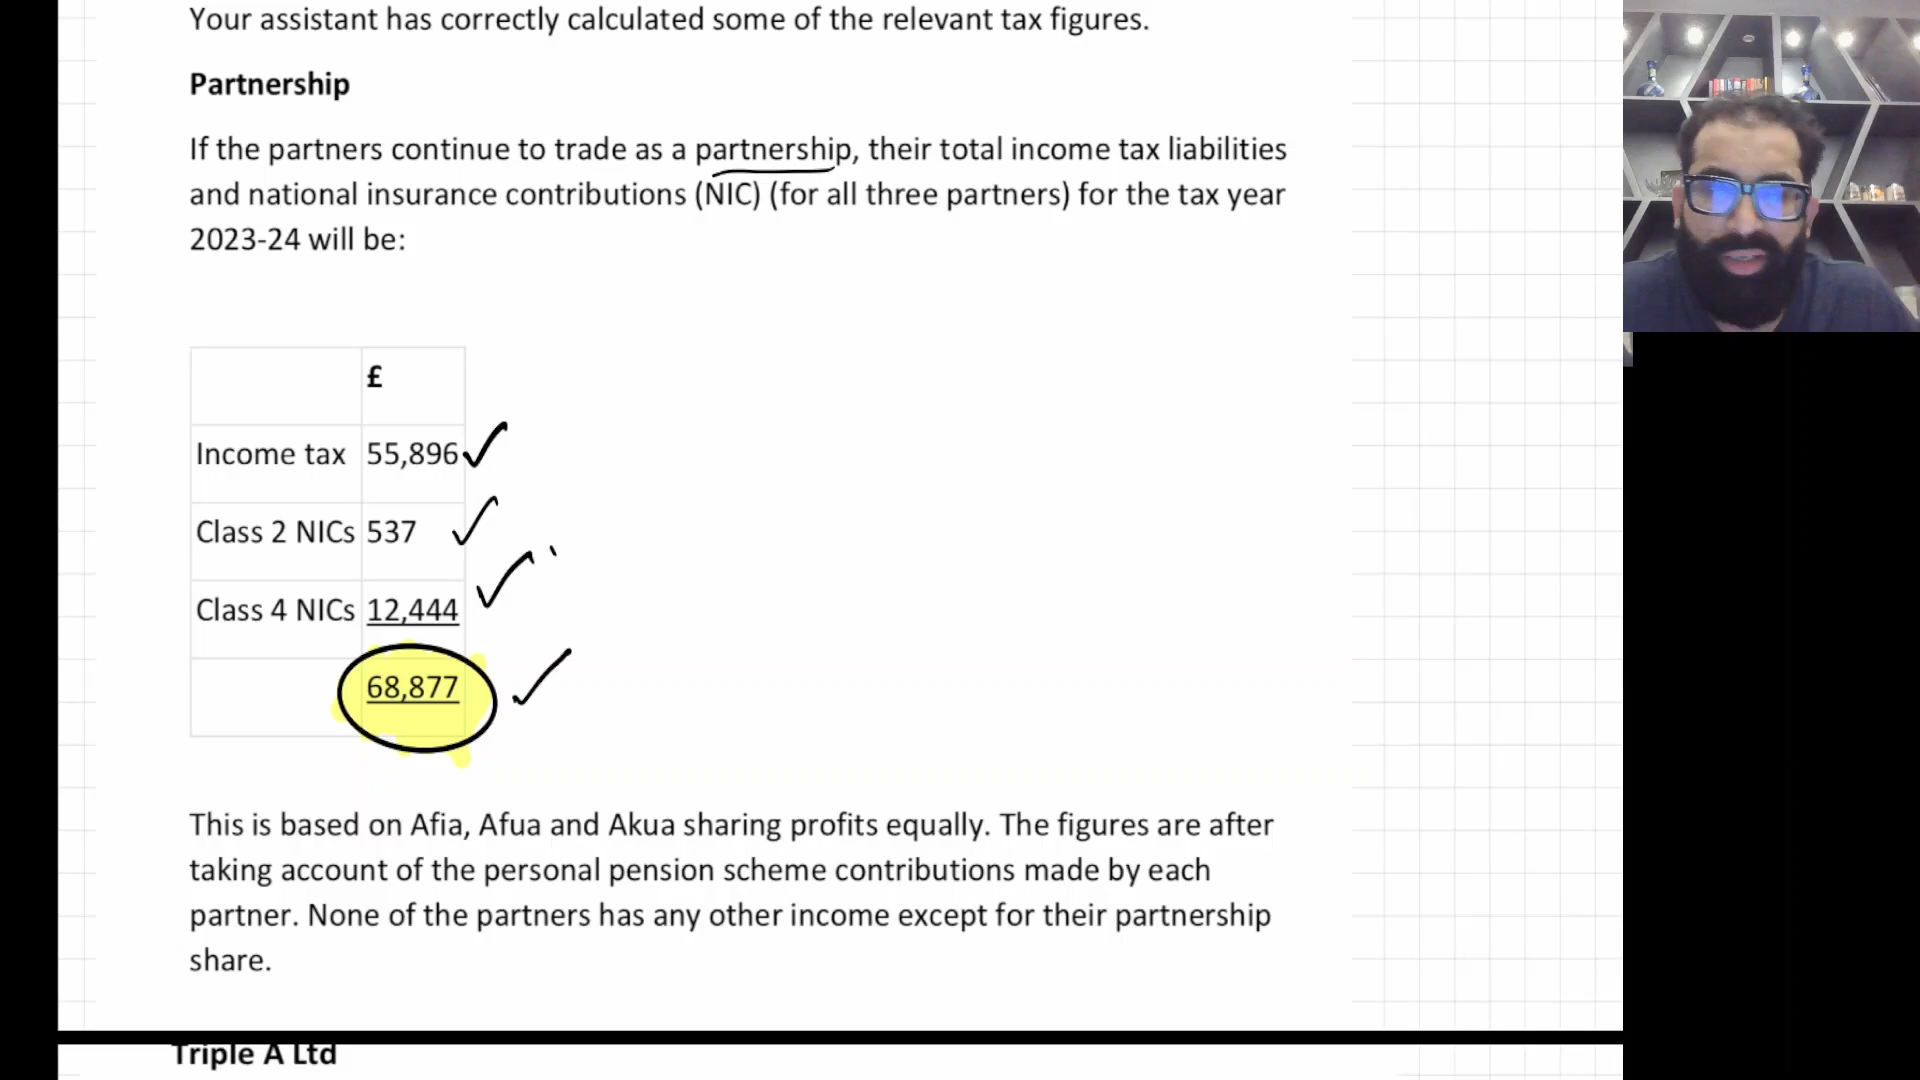 Your assistant has correctly calculated some of the relevant tax figures.
Partnership
If the partners continue to trade as a partnership, their total income tax liabilities
and national insurance contributions (NIC) (for all three partners) for the tax year
2023-24 will be:
£
Income tax 55,896
Class 2 NICs 537
Class 4 NICs 12,444
68,877
This is based on Afia, Afua and Akua sharing profits equally. The figures are after
taking account of the personal pension scheme contributions made by each
partner. None of the partners has any other income except for their partnership
share.
Triple A Ltd